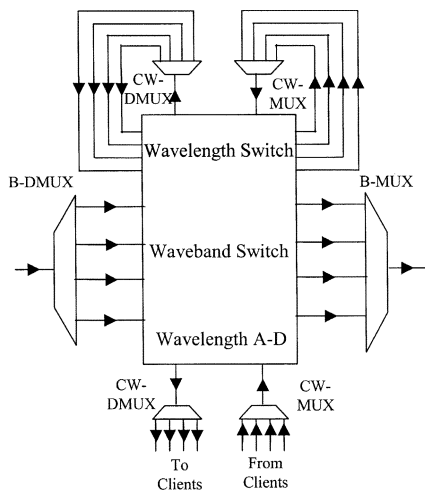 CW-
DMUX
CW-
MUX
Wavelength Switch
B-DMUX
B-MUX
Waveband Switch
Wavelength A-D
CW-
DMUX
CW-
MUX
To
Clients
From
Clients